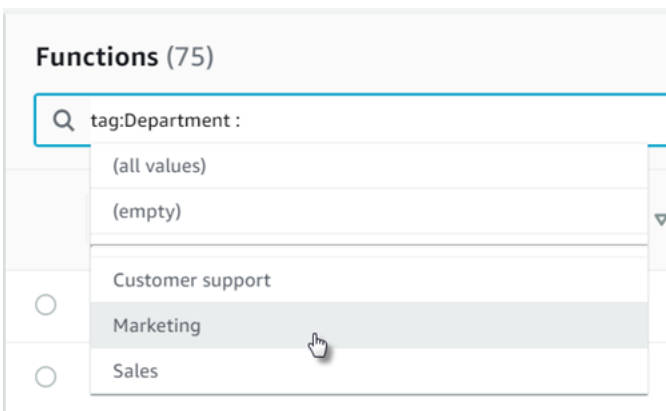 Functions (75)
tag:Department :
(all values)
(empty)
Customer support
Marketing
Sales